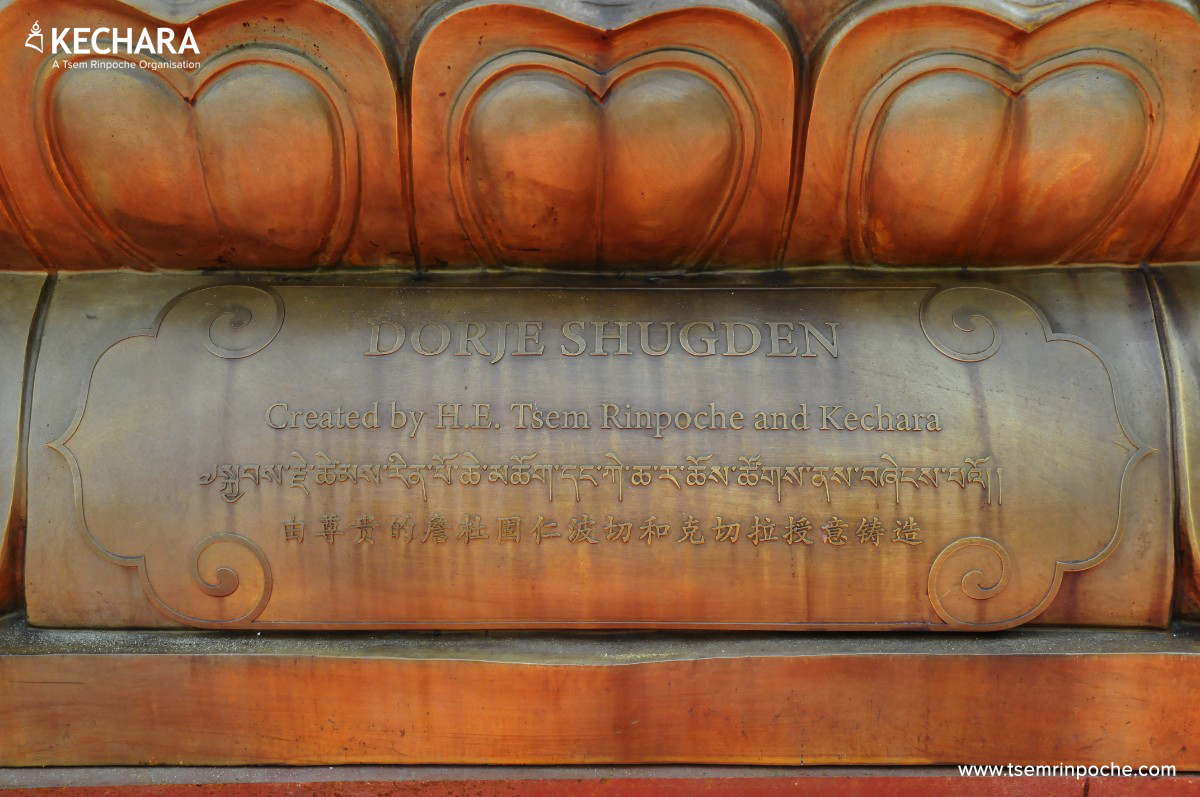 KECHARA
A Tsem Rinpoche Organisation
DORJE SHUGDEN
Created by H.E. Tsem Rinpoche and Kechara
༄།སྐྱབས་རྗེ་ཚེམས་རིན་པོ་ཆེ་མཆོག་དང་ཀེ་ཆ་ར་ཆོས་ཚོགས་ནས་བཞེངས་པའོ།།
由尊贵的詹杜固仁波切和克切拉授意铸造
www.tsemrinpoche.com